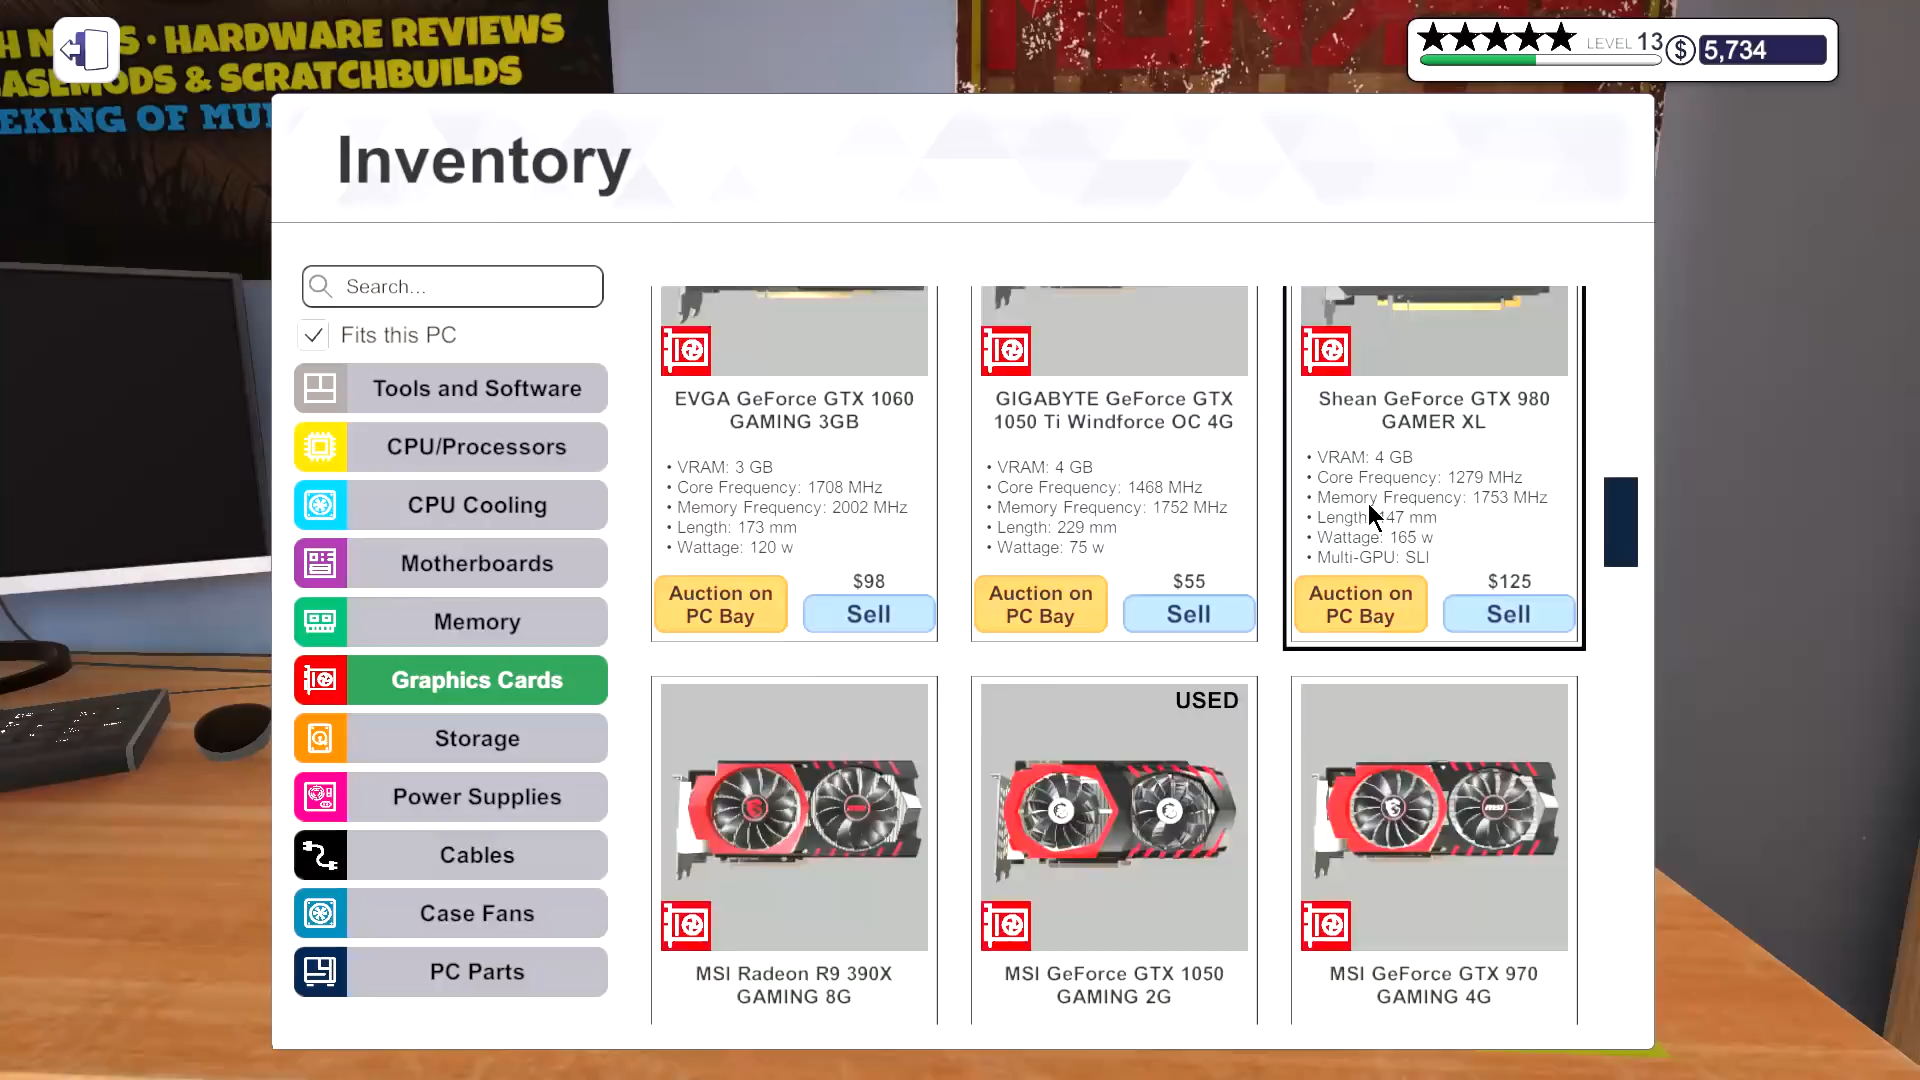 · HARDWARE REVIEWS
& SCRATCHBUILDS
LEVEL 13
$ 5,734
Inventory
Search...
Fits this PC
Tools and Software
CPU/Processors
CPU Cooling
Motherboards
Memory
Graphics Cards
Storage
Power Supplies
Cables
Case Fans
PC Parts
EVGA GeForce GTX 1060
GAMING 3GB
• VRAM: 3 GB
• Core Frequency: 1708 MHz
• Memory Frequency: 2002 MHz
• Length: 173 mm
• Wattage: 120 w
Auction on
PC Bay
$98
Sell
GIGABYTE GeForce GTX
1050 Ti Windforce OC 4G
• VRAM: 4 GB
• Core Frequency: 1468 MHz
• Memory Frequency: 1752 MHz
• Length: 229 mm
• Wattage: 75 w
Auction on
PC Bay
$55
Sell
Shean GeForce GTX 980
GAMER XL
• VRAM: 4 GB
• Core Frequency: 1279 MHz
• Memory Frequency: 1753 MHz
• Length: mm
• Wattage: 165 w
• Multi-GPU: SLI
Auction on
PC Bay
$125
Sell
MSI Radeon R9 390X
GAMING 8G
USED
MSI GeForce GTX 1050
GAMING 2G
MSI GeForce GTX 970
GAMING 4G